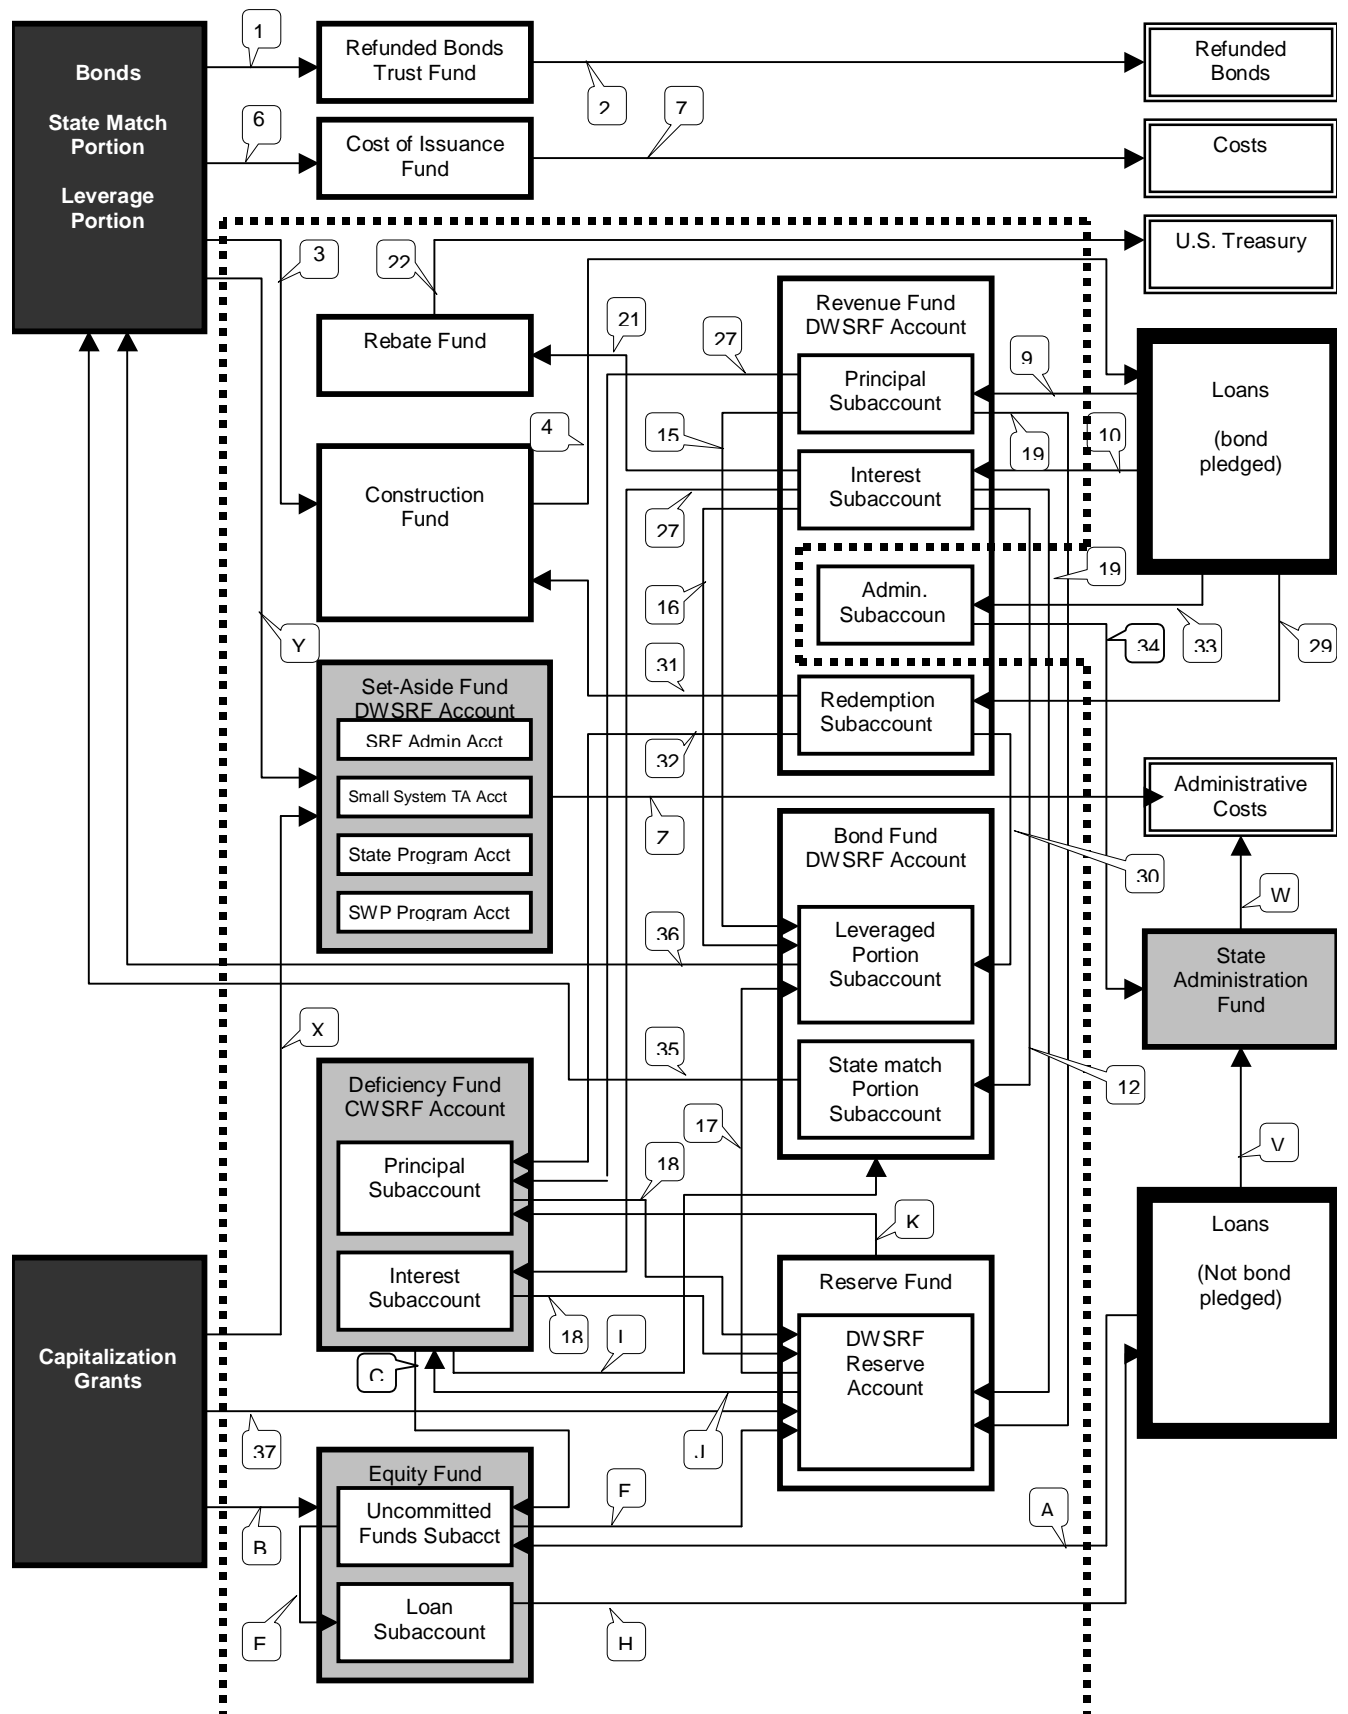 1
Refunded Bonds
Trust Fund
Refunded
Bonds
Bonds
State Match
Portion
Leverage
Portion
2
7
6
Cost of Issuance
Fund
Costs
U.S. Treasury
3
22
Rebate Fund
21
27
Revenue Fund
DWSRF Account
Principal
Subaccount
9
Loans
(bond
pledged)
4
15
19
10
Construction
Fund
Interest
Subaccount
27
16
19
Admin.
Subaccoun
Y
31
34
33
29
Set-Aside Fund
DWSRF Account
SRF Admin Acct
Small System TA Acct
State Program Acct
SWP Program Acct
Redemption
Subaccount
32
7
Administrative
Costs
Bond Fund
DWSRF Account
30
W
Leveraged
Portion
Subaccount
36
State
Administration
Fund
X
35
State match
Portion
Subaccount
12
Deficiency Fund
CWSRF Account
17
V
Principal
Subaccount
18
K
Loans
(Not bond
pledged)
Interest
Subaccount
Reserve Fund
18
DWSRF
Reserve
Account
Capitalization
Grants
C
J
37
Equity Fund
Uncommitted
Funds Subacct
A
B
Loan
Subaccount
F
H